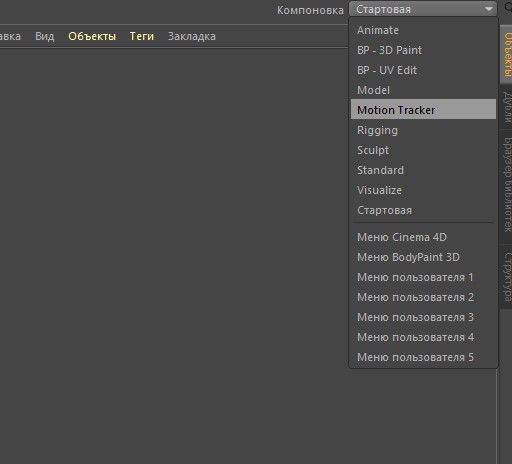 Компоновка Стартовая
авка Вид Объекты Теги Закладка
Animate
BP - 3D Paint
BP - UV Edit
Model
Motion Tracker
Rigging
Sculpt
Standard
Visualize
Стартовая
Меню Cinema 4D
Меню BodyPaint 3D
Меню пользователя 1
Меню пользователя 2
Меню пользователя 3
Меню пользователя 4
Меню пользователя 5
Объекты
Дубли
Браузер библиотек
Структура